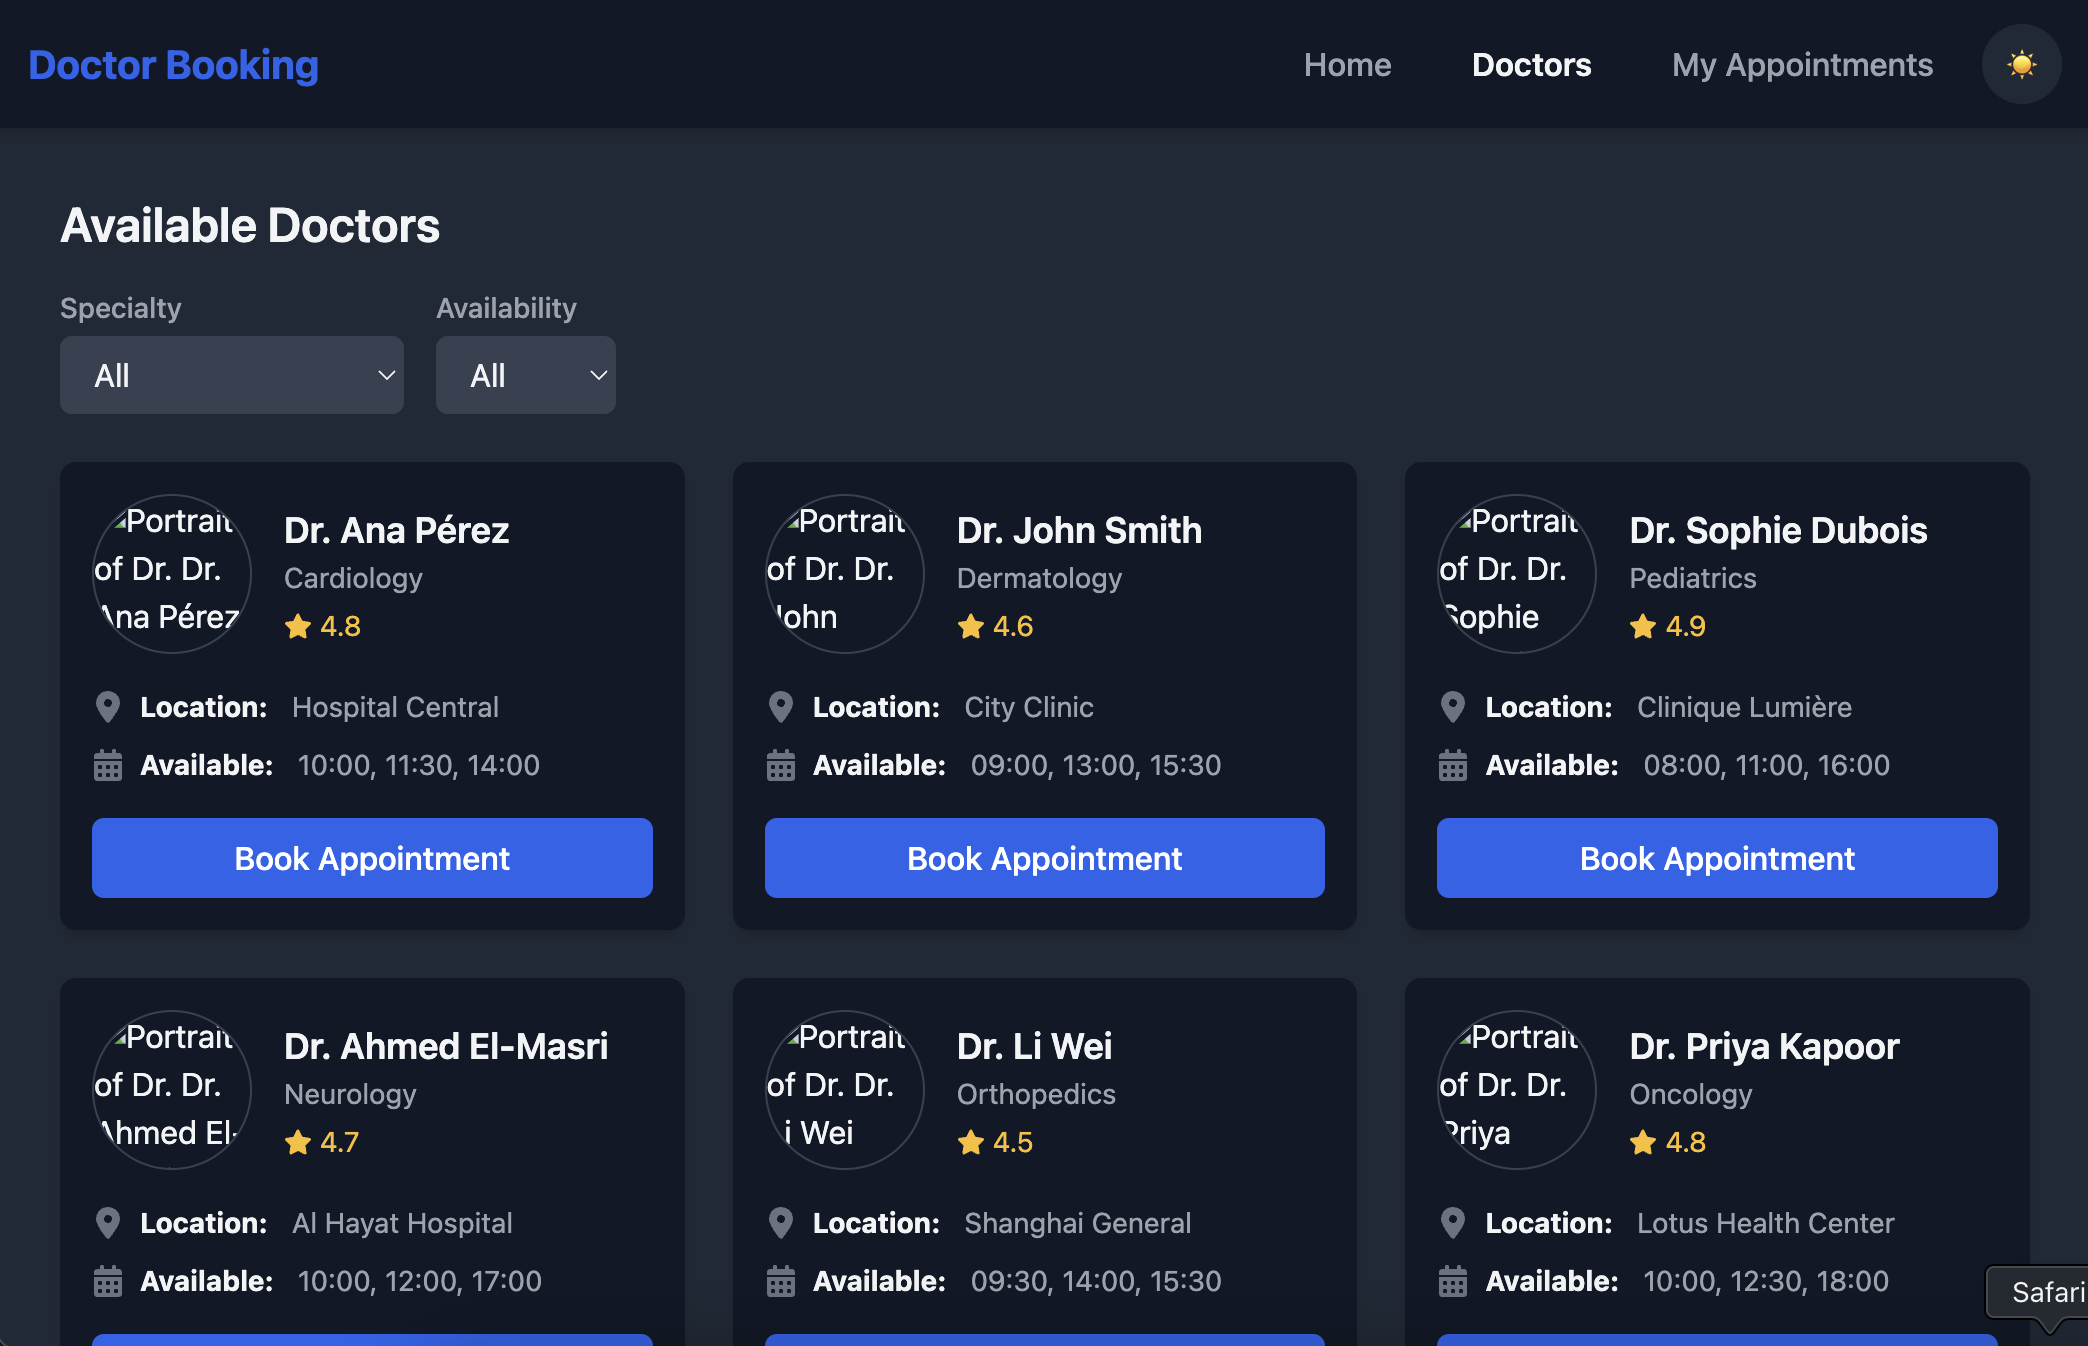 Doctor Booking
Home
Doctors
My Appointments
Available Doctors
Specialty
Availability
All
All
Portrait
of Dr. Dr.
Ana Pérez
Dr. Ana Pérez
Cardiology
4.8
Location: Hospital Central
Available: 10:00, 11:30, 14:00
Book Appointment
Portrait
of Dr. Dr.
John
Dr. John Smith
Dermatology
4.6
Location: City Clinic
Available: 09:00, 13:00, 15:30
Book Appointment
Portrait
of Dr. Dr.
Sophie
Dr. Sophie Dubois
Pediatrics
4.9
Location: Clinique Lumière
Available: 08:00, 11:00, 16:00
Book Appointment
Portrait
of Dr. Dr.
Ahmed El-
Dr. Ahmed El-Masri
Neurology
4.7
Location: Al Hayat Hospital
Available: 10:00, 12:00, 17:00
Portrait
of Dr. Dr.
Li Wei
Dr. Li Wei
Orthopedics
4.5
Location: Shanghai General
Available: 09:30, 14:00, 15:30
Portrait
of Dr. Dr.
Priya
Dr. Priya Kapoor
Oncology
4.8
Location: Lotus Health Center
Available: 10:00, 12:30, 18:00
Safari